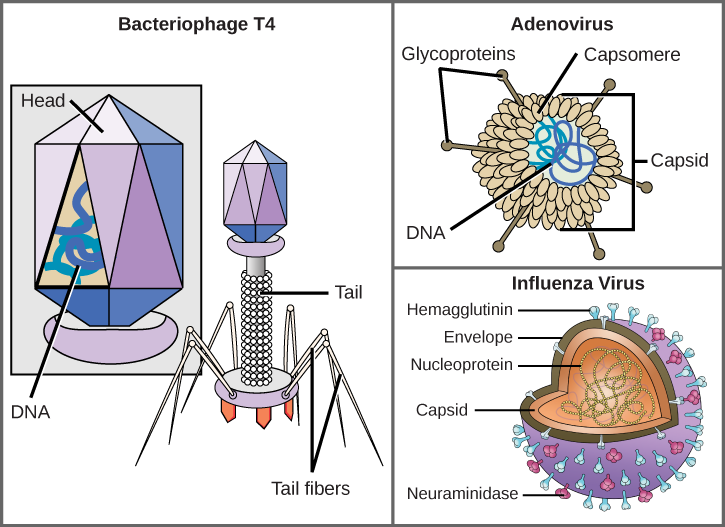 Bacteriophage T4
Head
DNA
Tail
Tail fibers
Adenovirus
Glycoproteins
Capsomere
Capsid
DNA
Influenza Virus
Hemagglutinin
Envelope
Nucleoprotein
Capsid
Neuraminidase